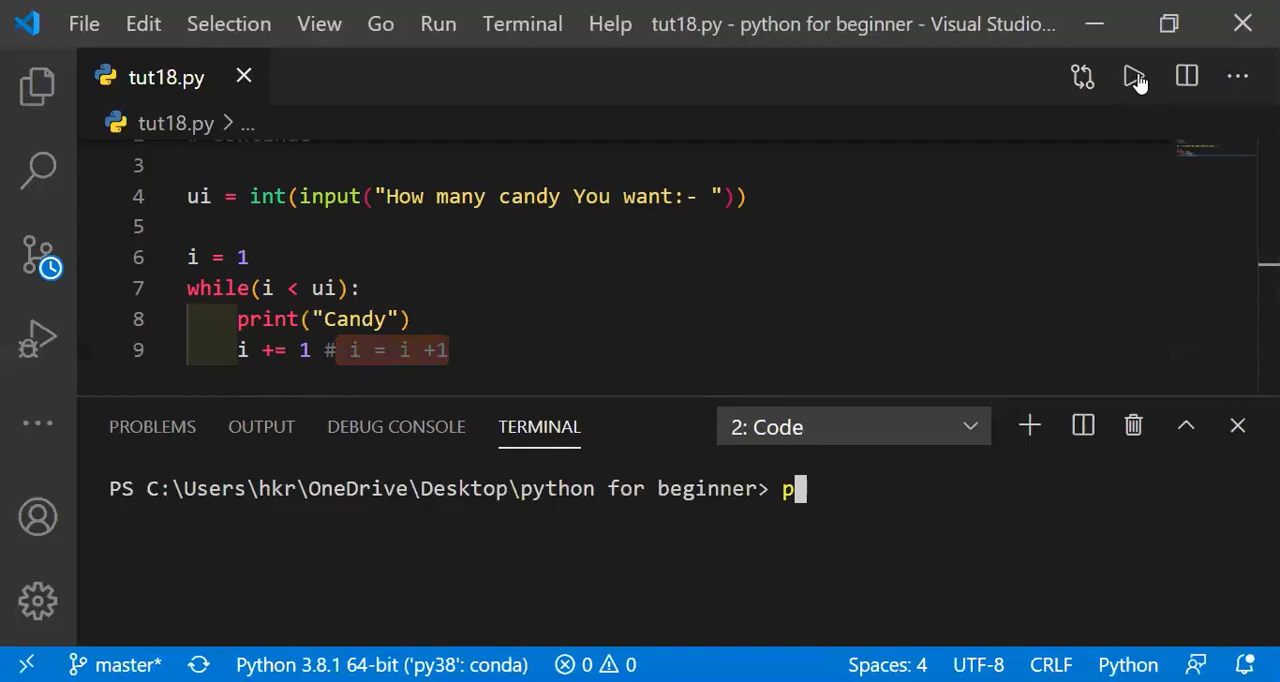 File Edit Selection View Go Run Terminal Help tut18.py - python for beginner - Visual Studio...
tut18.py
tut18.py > ...
3
4 ui = int(input("How many candy You want:- "))
5
6 i = 1
7 while(i < ui):
8 print("Candy")
9 i += 1 # i = i +1
PROBLEMS OUTPUT DEBUG CONSOLE TERMINAL 2: Code
PS C:\Users\hkr\OneDrive\Desktop\python for beginner> p
master* Python 3.8.1 64-bit ('py38': conda) 0 0 Spaces: 4 UTF-8 CRLF Python